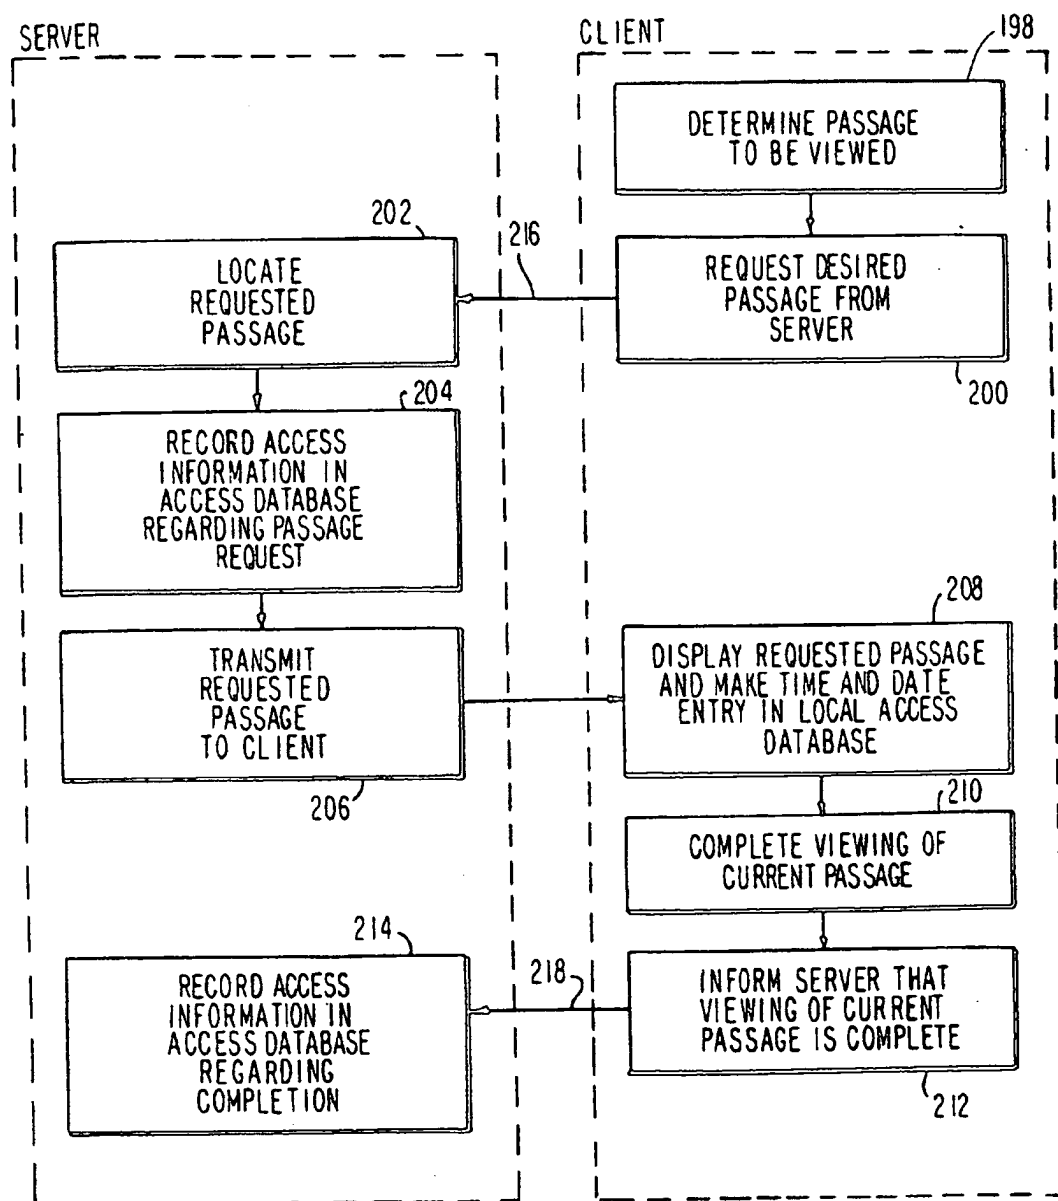 SERVER
CLIENT
198
DETERMINE PASSAGE
TO BE VIEWED
202
216
LOCATE
REQUESTED
PASSAGE
REQUEST DESIRED
PASSAGE FROM
SERVER
200
204
RECORD ACCESS
INFORMATION IN
ACCESS DATABASE
REGARDING PASSAGE
REQUEST
TRANSMIT
REQUESTED
PASSAGE
TO CLIENT
206
208
DISPLAY REQUESTED PASSAGE
AND MAKE TIME AND DATE
ENTRY IN LOCAL ACCESS
DATABASE
210
COMPLETE VIEWING OF
CURRENT PASSAGE
INFORM SERVER THAT
VIEWING OF CURRENT
PASSAGE IS COMPLETE
212
218
214
RECORD ACCESS
INFORMATION IN
ACCESS DATABASE
REGARDING
COMPLETION